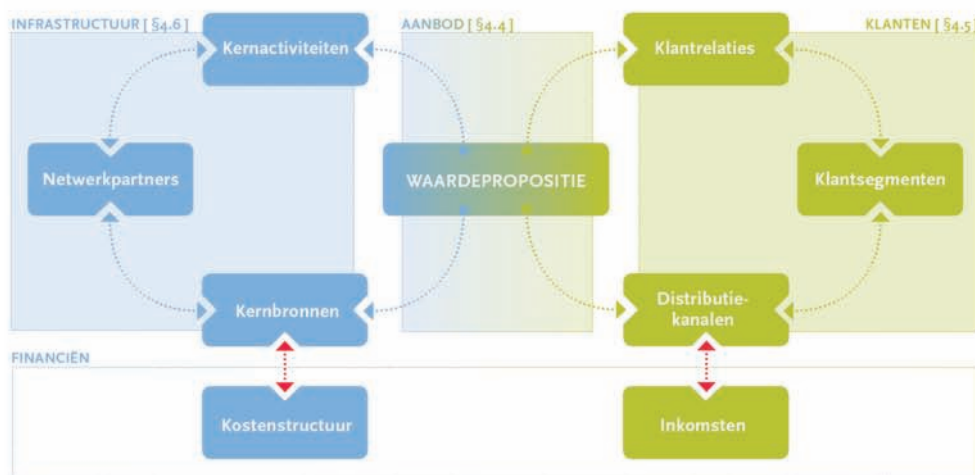 INFRASTRUCTUUR [ §4.6]
AANBOD [ §4.4]
KLANTEN [ §4.5]
Kernactiviteiten
Klantrelaties
Netwerkpartners
WAARDEPROPOSITIE
Klantsegmenten
Kernbronnen
Distributie-
kanalen
FINANCIËN
Kostenstructuur
Inkomsten